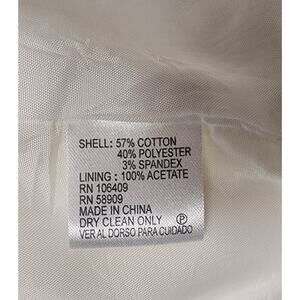 SHELL: 57% COTTON
40% POLYESTER
3% SPANDEX
LINING : 100% ACETATE
RN 106409
RN 58909
MADE IN CHINA
DRY CLEAN ONLY Ⓟ
VER AL DORSO PARA CUIDADO